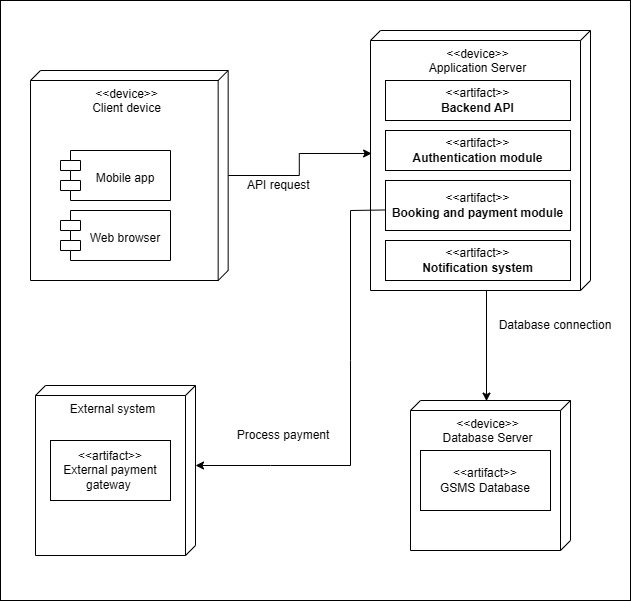 <<device>>
Client device
Mobile app
Web browser
API request
<<device>>
Application Server
<<artifact>>
Backend API
<<artifact>>
Authentication module
<<artifact>>
Booking and payment module
<<artifact>>
Notification system
Database connection
External system
<<artifact>>
External payment
gateway
Process payment
<<device>>
Database Server
<<artifact>>
GSMS Database